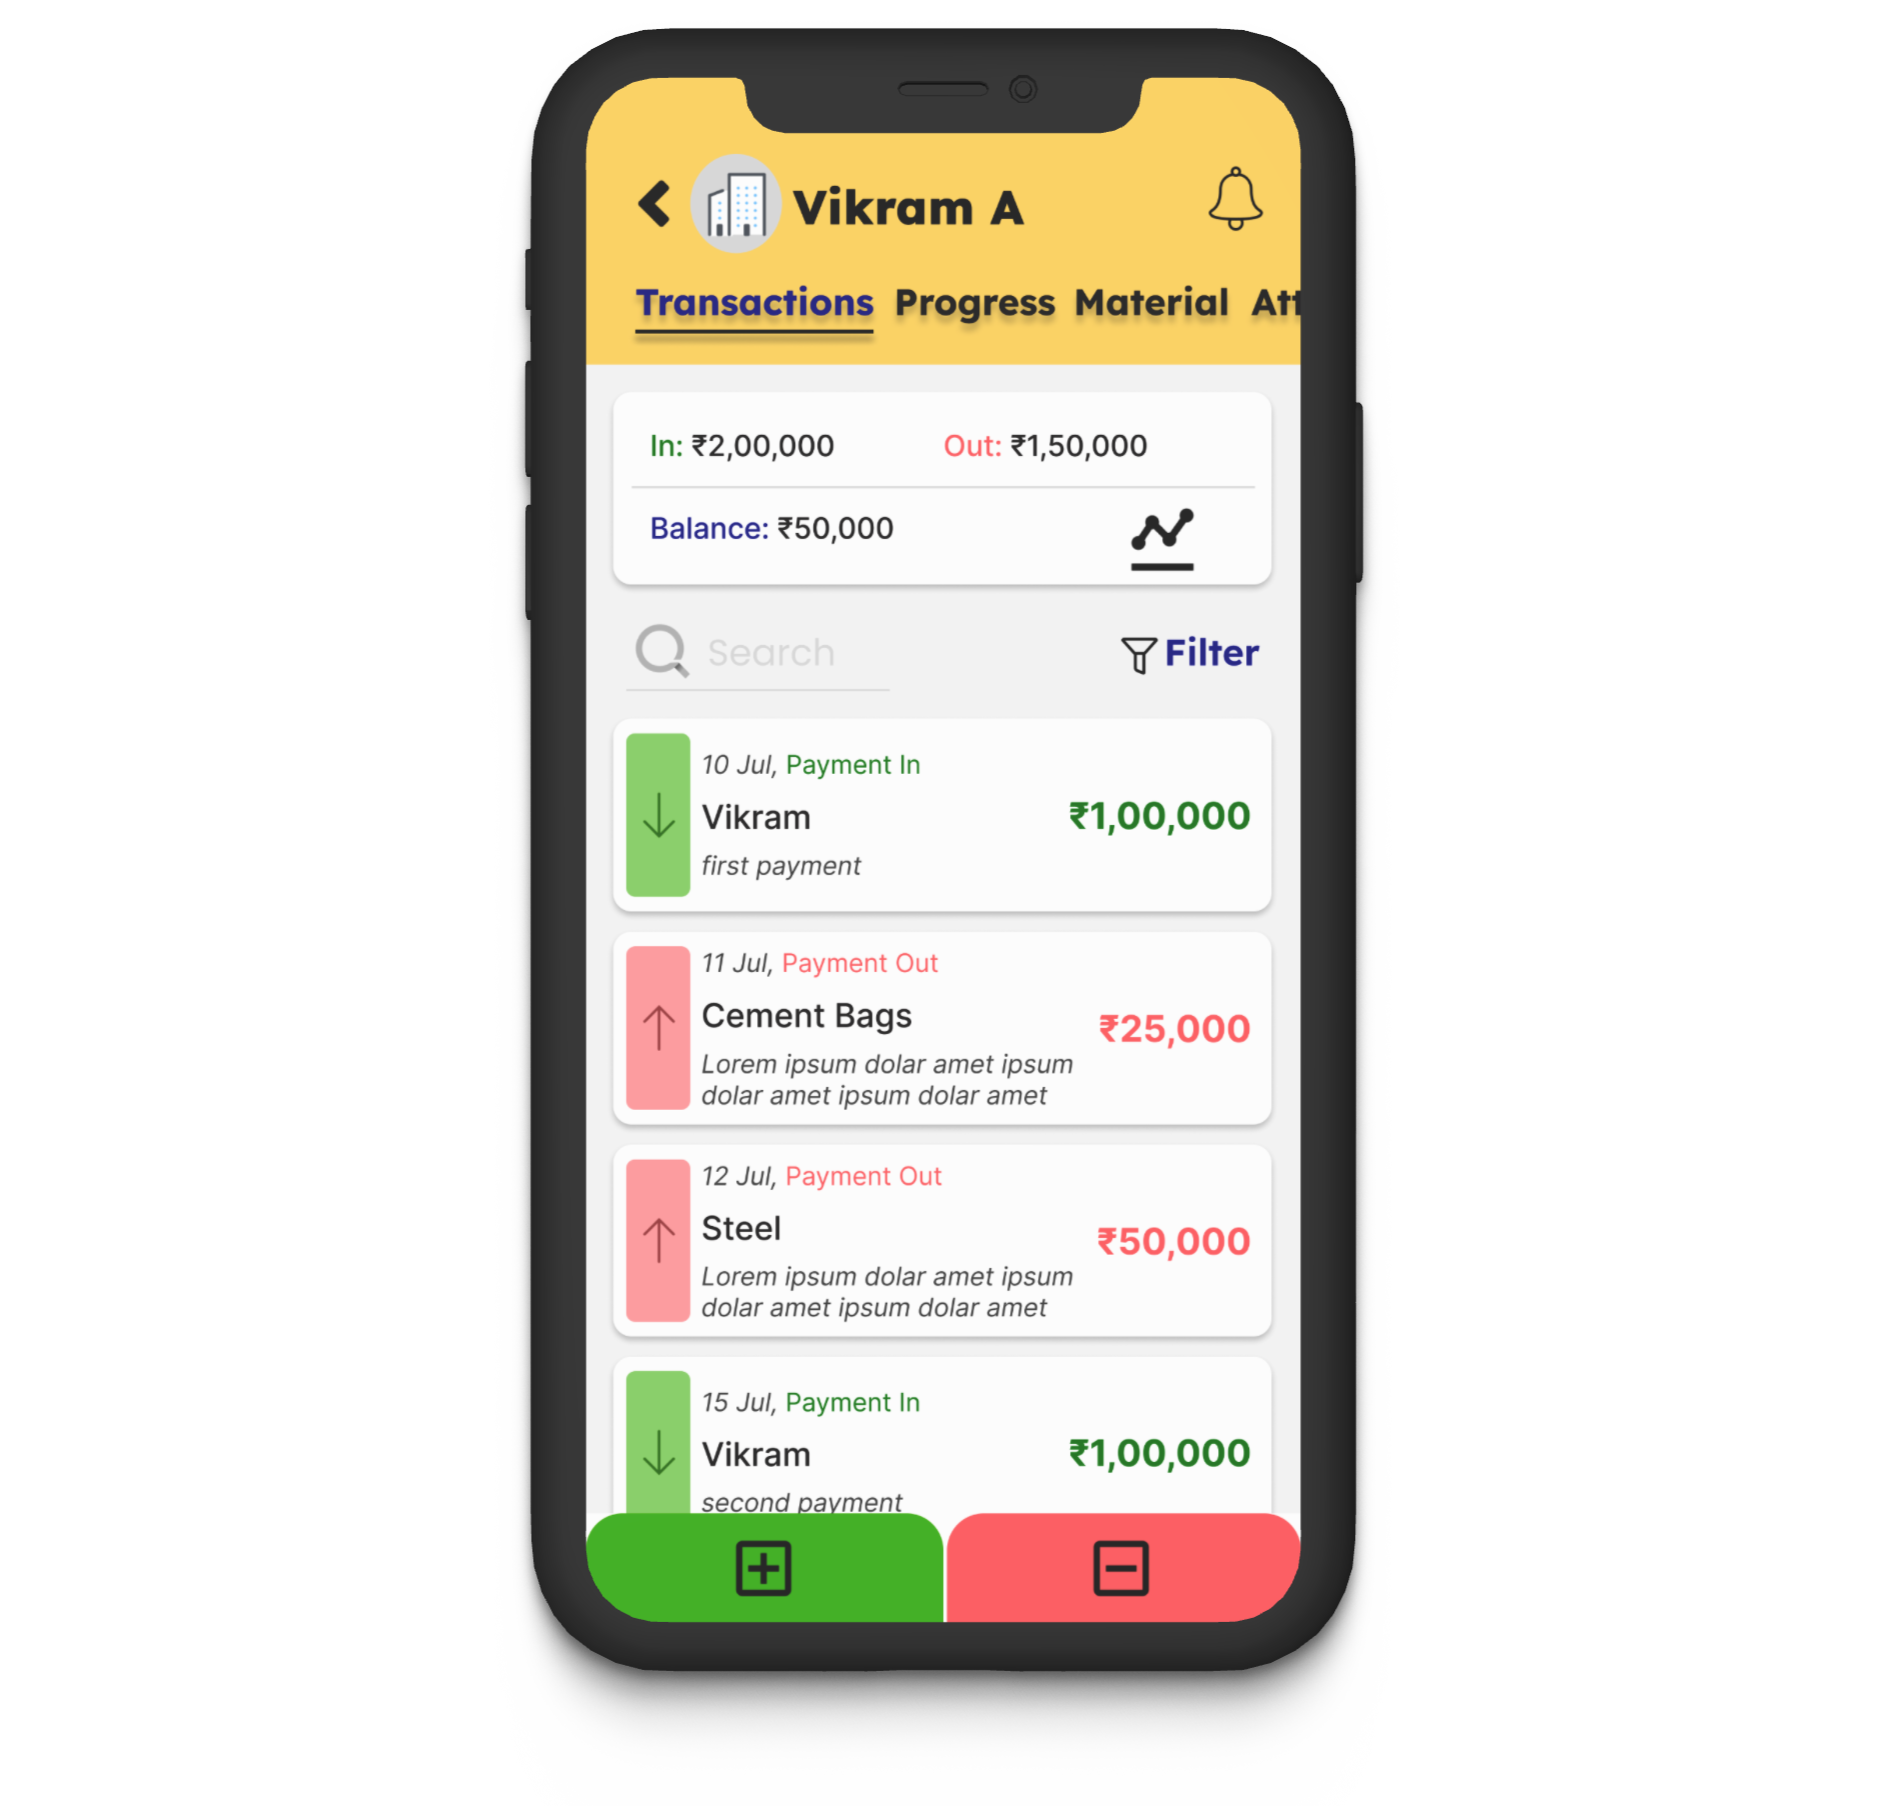 Vikram A
Transactions Progress Material Att
In: ₹2,00,000 Out: ₹1,50,000
Balance: ₹50,000
Search Filter
10 Jul, Payment In
Vikram ₹1,00,000
first payment
11 Jul, Payment Out
Cement Bags ₹25,000
Lorem ipsum dolar amet ipsum
dolar amet ipsum dolar amet
12 Jul, Payment Out
Steel ₹50,000
Lorem ipsum dolar amet ipsum
dolar amet ipsum dolar amet
15 Jul, Payment In
Vikram ₹1,00,000
second payment